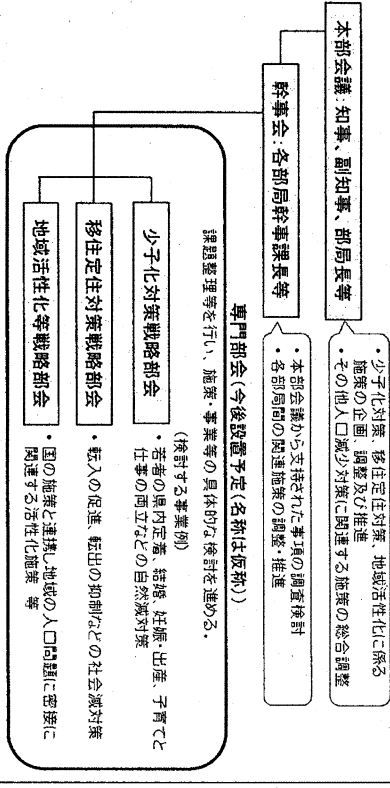 本部会議:知事、副知事、部局長等
・少子化対策、移住定住対策、地域活性化に係る
施策の企画、調整及び推進
・その他人口減少対策に関連する施策の総合調整
幹事会:各部局幹事課長等
・本部会議から支持された事項の調査検討
・各部局間の関連施策の調整・推進
専門部会(今後設置予定(名称は仮称))
課題整理等を行い、施策・事業等の具体的な検討を進める。
(検討する事業例)
少子化対策戦略部会
・若者の県内定着、結婚、妊娠・出産、子育てと
仕事の両立などの自然減対策
移住定住対策戦略部会
・転入の促進、転出の抑制などの社会減対策
地域活性化等戦略部会
・国の施策と連携し地域の人口問題に密接に
関連する活性化施策 等